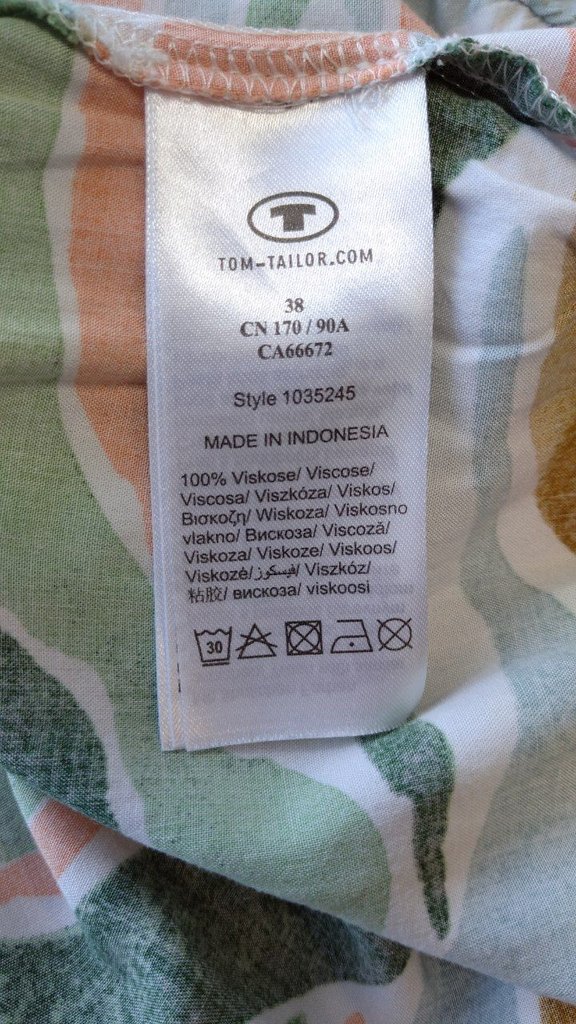 T
TOM-TAILOR.COM
38
CN 170 / 90A
CA66672
Style 1035245
MADE IN INDONESIA
100% Viskose/ Viscose/
Viscosa/ Viszkóza/ Viskos/
Βισκοζη/ Wiskoza/ Viskosno
vlakno/ Вискоза/ Viscoză/
Viskoza/ Viskoze/ Viskoos/
Viskozė/ فيسكوز/ Viszkóz/
粘胶/ вискоза/ viskoosi
30